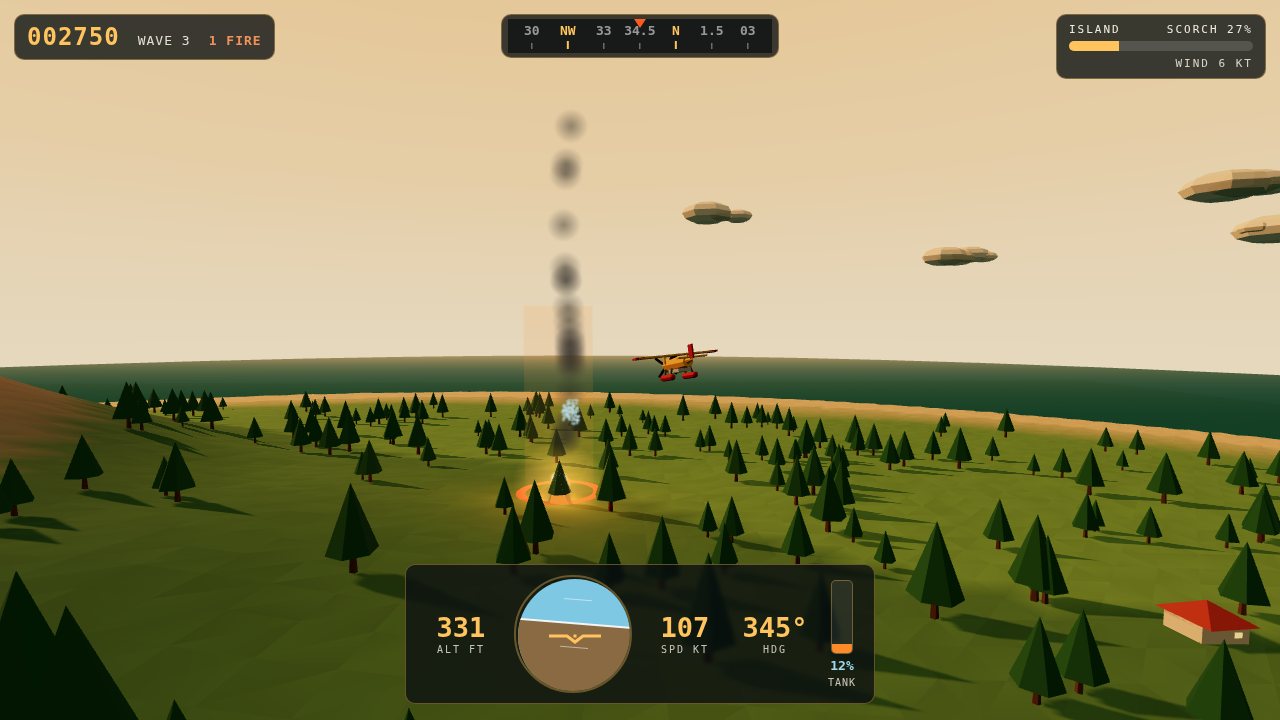 002750 WAVE 3 1 FIRE
30 NW 33 34.5 N 1.5 03
ISLAND SCORCH 27%
WIND 6 KT
331 107 345°
ALT FT SPD KT HDG
12%
TANK